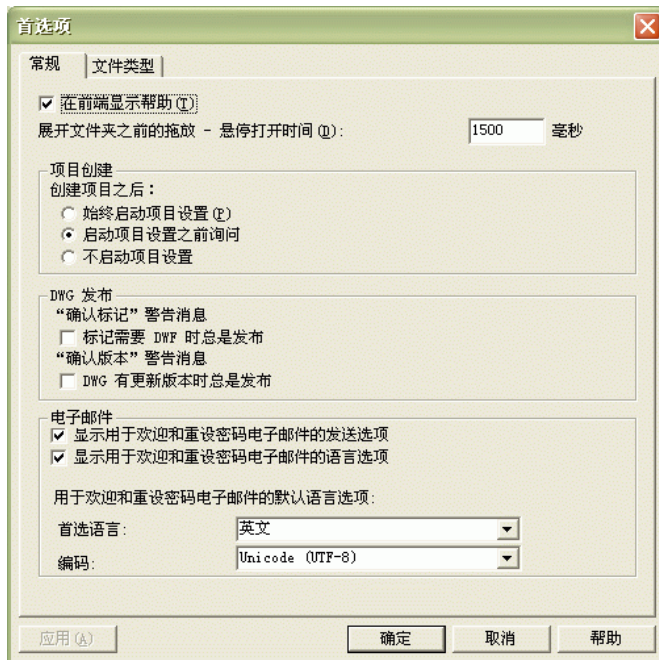 首选项
常规 文件类型
在前端显示帮助(T)
展开文件夹之前的拖放 - 悬停打开时间(D): 1500 毫秒
项目创建
创建项目之后:
始终启动项目设置(P)
启动项目设置之前询问
不启动项目设置
DWG 发布
“确认标记”警告消息
标记需要 DWF 时总是发布
“确认版本”警告消息
DWG 有更新版本时总是发布
电子邮件
显示用于欢迎和重设密码电子邮件的发送选项
显示用于欢迎和重设密码电子邮件的语言选项
用于欢迎和重设密码电子邮件的默认语言选项:
首选语言: 英文
编码: Unicode (UTF-8)
应用(A) 确定 取消 帮助